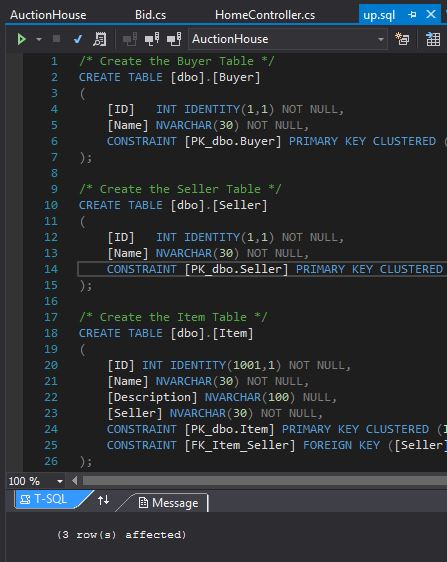 AuctionHouse Bid.cs HomeController.cs up.sql
AuctionHouse
1 /* Create the Buyer Table */
2 CREATE TABLE [dbo].[Buyer]
3 (
4 [ID] INT IDENTITY(1,1) NOT NULL,
5 [Name] NVARCHAR(30) NOT NULL,
6 CONSTRAINT [PK_dbo.Buyer] PRIMARY KEY CLUSTERED (
7 );
8
9 /* Create the Seller Table */
10 CREATE TABLE [dbo].[Seller]
11 (
12 [ID] INT IDENTITY(1,1) NOT NULL,
13 [Name] NVARCHAR(30) NOT NULL,
14 CONSTRAINT [PK_dbo.Seller] PRIMARY KEY CLUSTERED
15 );
16
17 /* Create the Item Table */
18 CREATE TABLE [dbo].[Item]
19 (
20 [ID] INT IDENTITY(1001,1) NOT NULL,
21 [Name] NVARCHAR(30) NOT NULL,
22 [Description] NVARCHAR(100) NULL,
23 [Seller] NVARCHAR(30) NOT NULL,
24 CONSTRAINT [PK_dbo.Item] PRIMARY KEY CLUSTERED (
25 CONSTRAINT [FK_Item_Seller] FOREIGN KEY ([Seller]
26 );
100 %
T-SQL Message
(3 row(s) affected)